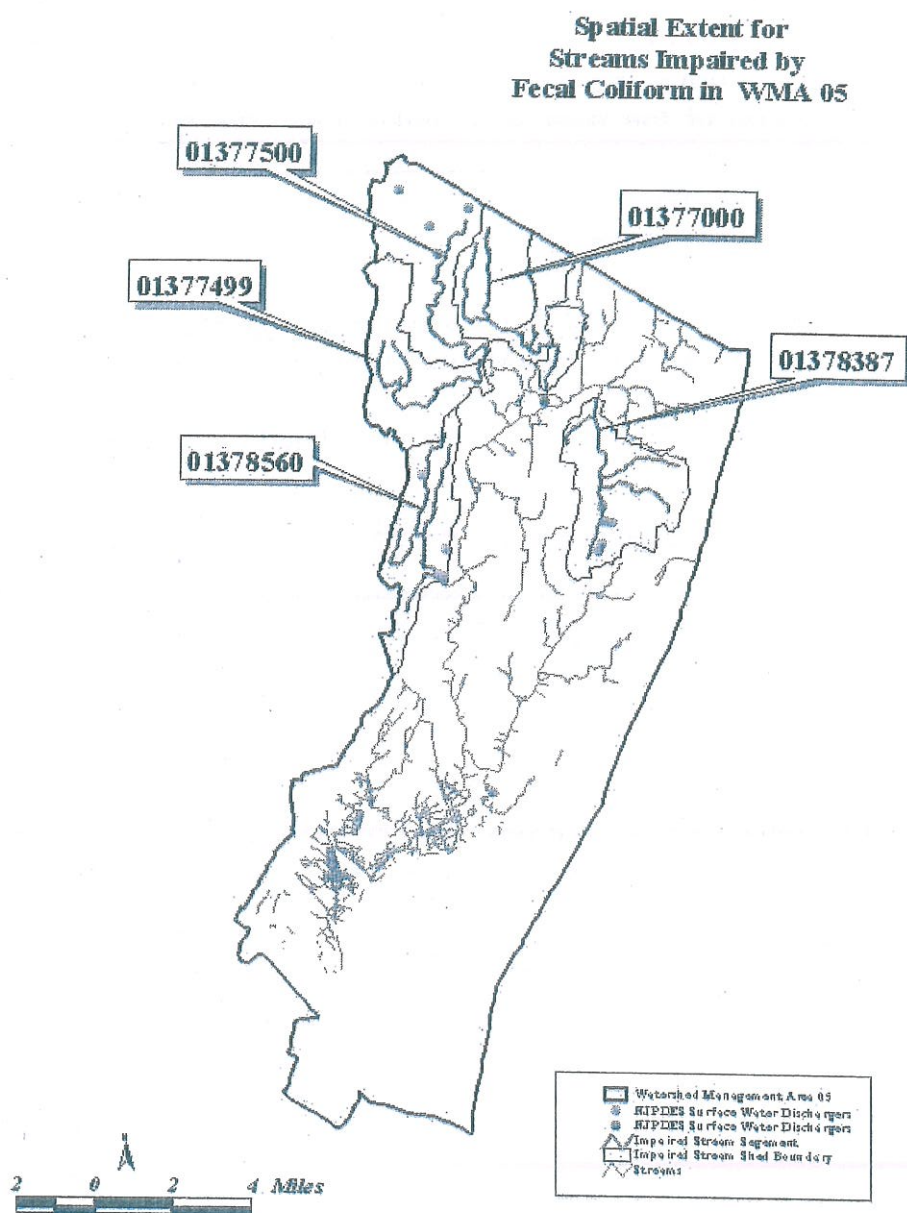 Spatial Extent for
Streams Impaired by
Fecal Coliform in WMA 05
01377500
01377000
01377499
01378387
01378560
Watershed Management Area 05
NJPDES Surface Water Dischargers
NJPDES Surface Water Dischargers
Impaired Stream Segement
Impaired Stream Shed Boundary
Streams
N
2 0 2 4 Miles